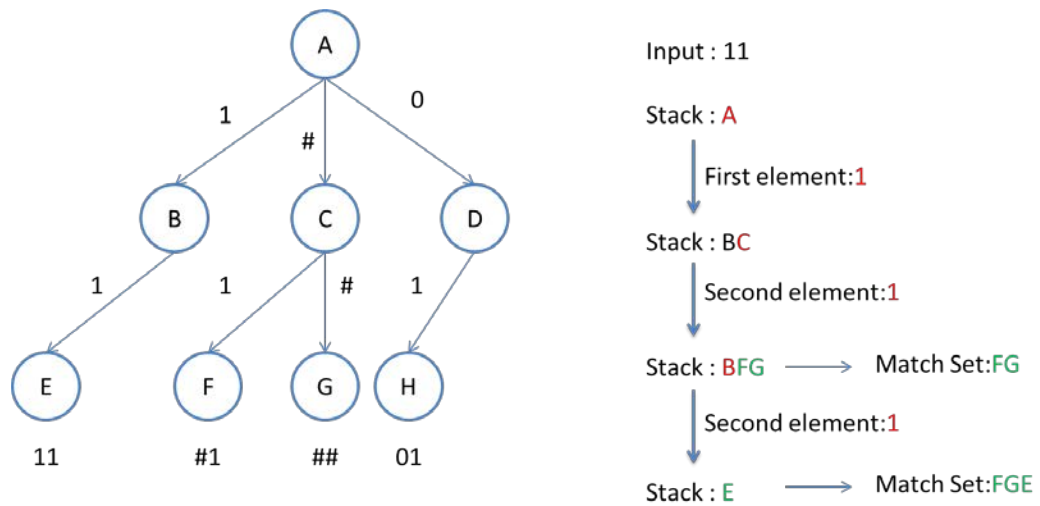 A
1
#
0
B
C
D
1
1
#
1
E
F
G
H
11
#1
##
01
Input : 11
Stack : A
First element:1
Stack : BC
Second element:1
Stack : BFG
Match Set:FG
Second element:1
Stack : E
Match Set:FGE